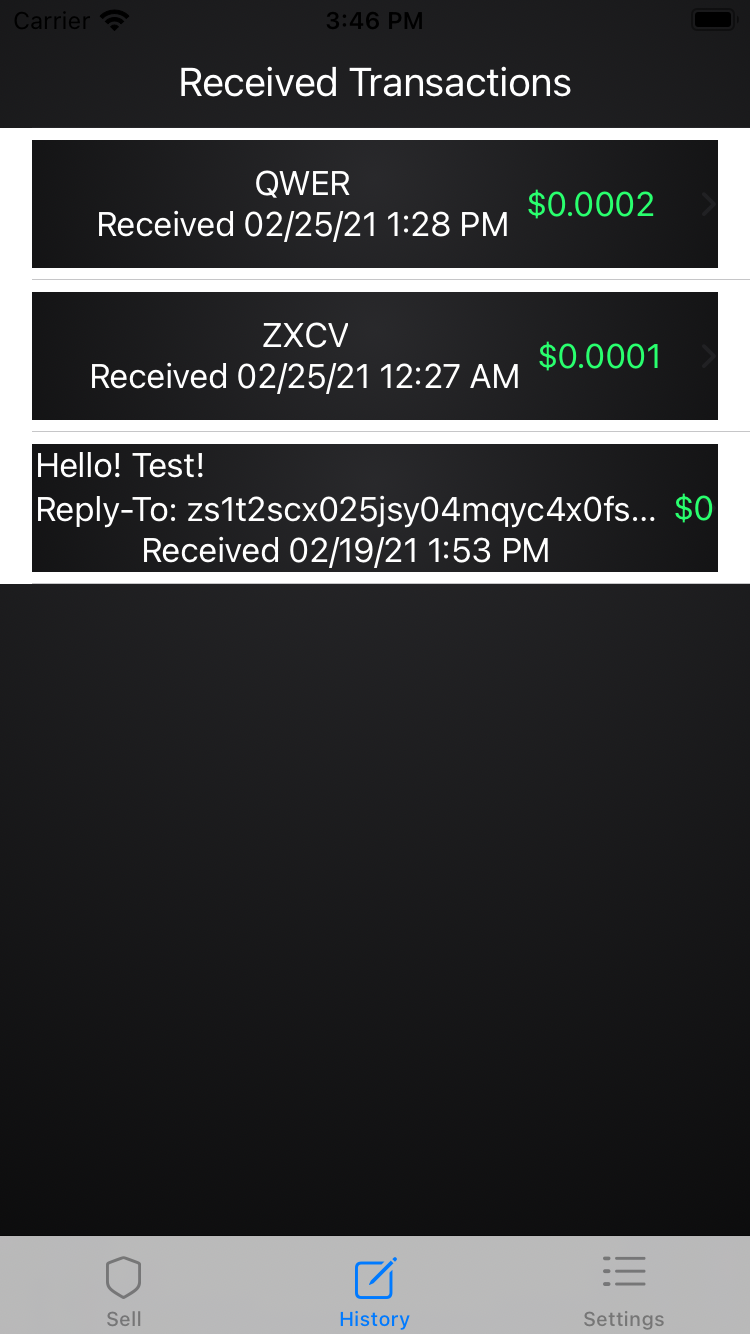 Carrier 3:46 PM
Received Transactions
QWER
Received 02/25/21 1:28 PM
$0.0002
ZXCV
Received 02/25/21 12:27 AM
$0.0001
Hello! Test!
Reply-To: zs1t2scx025jsy04mqyc4x0fs...
$0
Received 02/19/21 1:53 PM
Sell
History
Settings